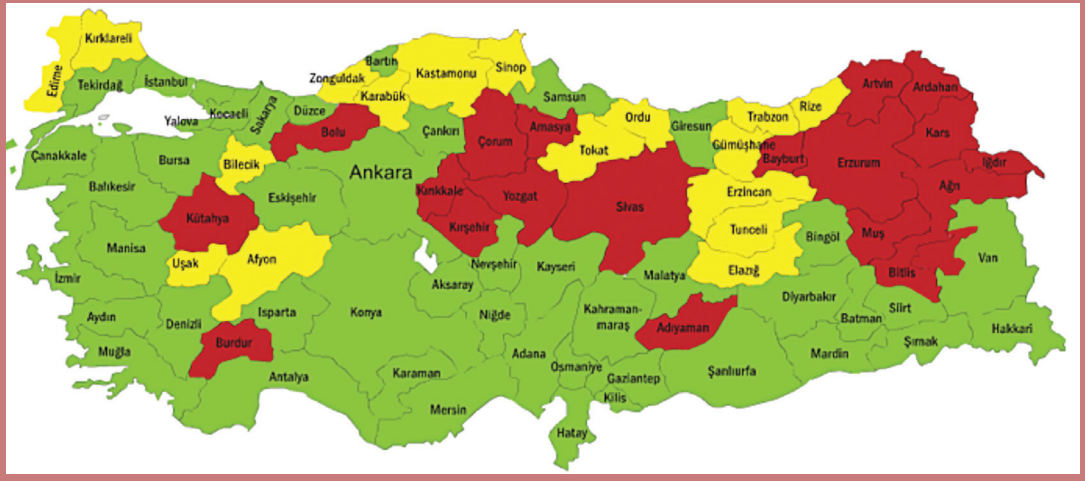 Kırklareli
Edirne
Tekirdağ
İstanbul
Bartın
Zonguldak
Kastamonu
Sinop
Karabük
Artvin
Ardahan
Samsun
Kocaeli
Sakarya
Düzce
Yalova
Bolu
Çankırı
Çorum
Amasya
Ordu
Giresun
Trabzon
Rize
Kars
Tokat
Gümüşhane
Bayburt
Erzurum
Iğdır
Çanakkale
Bursa
Bilecik
Ankara
Ağrı
Balıkesir
Eskişehir
Kırıkkale
Yozgat
Sivas
Erzincan
Kütahya
Kırşehir
Tunceli
Bingöl
Muş
Manisa
Uşak
Afyon
Nevşehir
Kayseri
Malatya
Elazığ
Bitlis
Van
İzmir
Aksaray
Diyarbakır
Aydın
Denizli
Isparta
Konya
Niğde
Kahraman-
maraş
Adıyaman
Batman
Siirt
Hakkari
Muğla
Burdur
Şırnak
Antalya
Karaman
Adana
Osmaniye
Gaziantep
Şanlıurfa
Mardin
Kilis
Mersin
Hatay